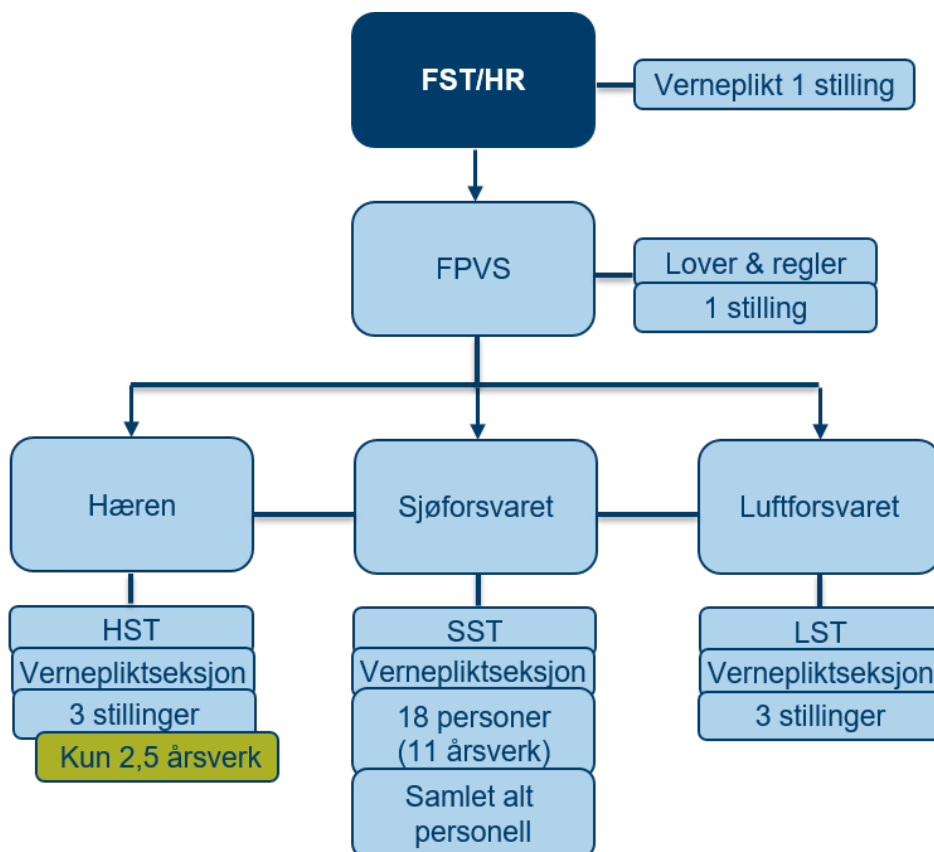 FST/HR
Verneplikt 1 stilling
FPVS
Lover & regler
1 stilling
Hæren
Sjøforsvaret
Luftforsvaret
HST
Vernepliktseksjon
3 stillinger
Kun 2,5 årsverk
SST
Vernepliktseksjon
18 personer
(11 årsverk)
Samlet alt
personell
LST
Vernepliktseksjon
3 stillinger